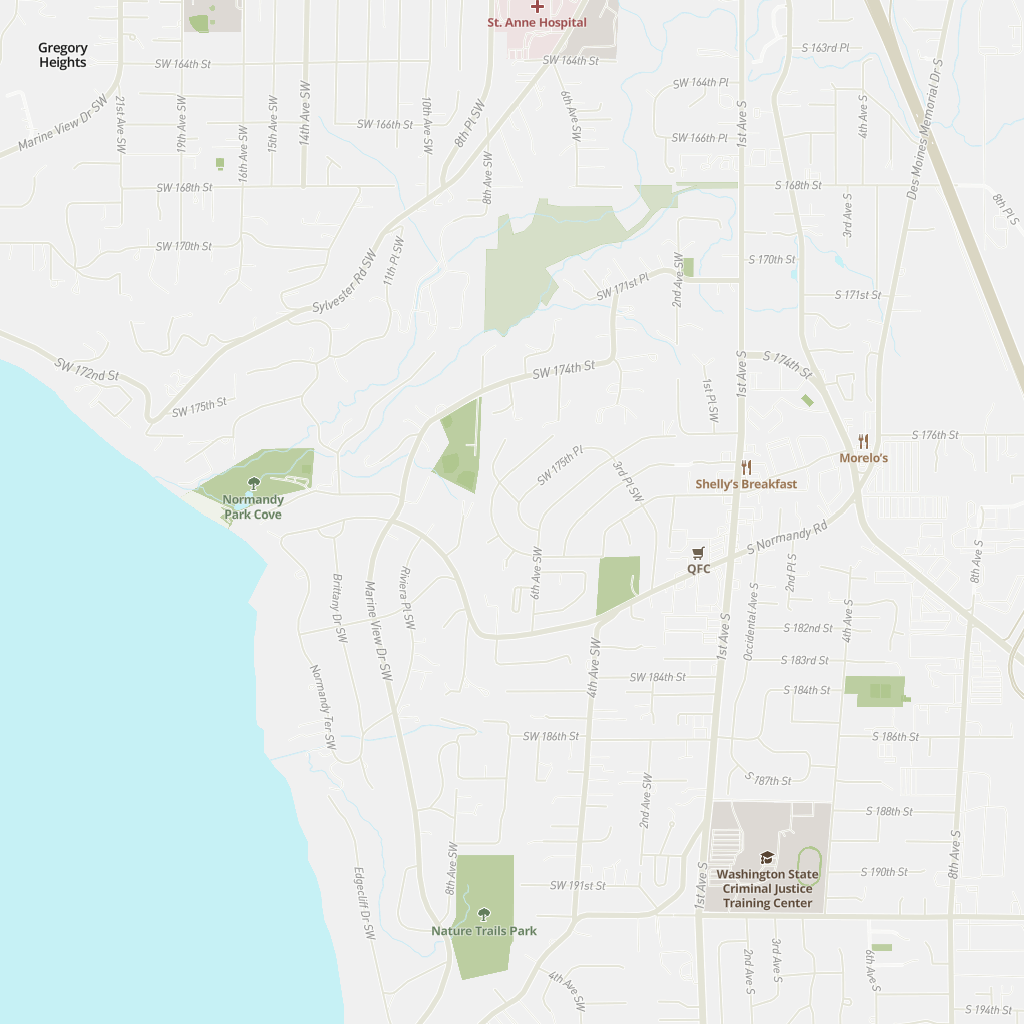 St. Anne Hospital
Gregory
Heights
S 163rd Pl
SW 164th St
SW 164th St
SW 164th Pl
Des Moines Memorial Dr S
21st Ave SW
19th Ave SW
15th Ave SW
14th Ave SW
10th Ave SW
8th Pl SW
6th Ave SW
1st Ave S
4th Ave S
Marine View Dr SW
16th Ave SW
SW 166th St
SW 166th Pl
8th Ave SW
SW 168th St
S 168th St
3rd Ave S
8th Pl S
SW 170th St
11th Pl SW
Sylvester Rd SW
SW 171st Pl
2nd Ave SW
S 170th St
S 171st St
SW 172nd St
SW 174th St
1st Ave S
S 174th St
SW 175th St
1st Pl SW
S 176th St
Morelo's
SW 175th Pl
3rd Pl SW
Shelly's Breakfast
Normandy
Park Cove
S Normandy Rd
QFC
6th Ave SW
8th Ave S
2nd Pl S
Brittany Dr SW
Riviera Pl SW
Marine View Dr SW
Occidental Ave S
1st Ave S
4th Ave S
S 182nd St
4th Ave SW
S 183rd St
SW 184th St
S 184th St
Normandy Ter SW
SW 186th St
S 186th St
S 187th St
2nd Ave SW
S 188th St
8th Ave SW
8th Ave S
Edgecliff Dr SW
SW 191st St
1st Ave S
Washington State
Criminal Justice
Training Center
S 190th St
Nature Trails Park
4th Ave SW
2nd Ave S
3rd Ave S
6th Ave S
S 194th St